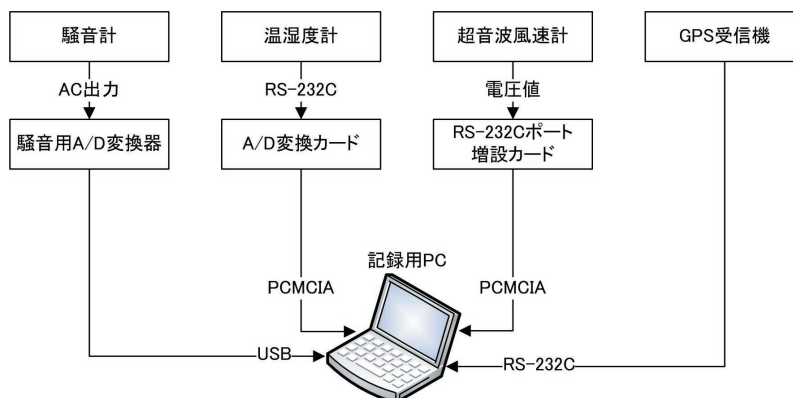 騒音計
温湿度計
超音波風速計
GPS受信機
AC出力
RS-232C
電圧値
騒音用A/D変換器
A/D変換カード
RS-232Cポート
増設カード
記録用PC
PCMCIA
PCMCIA
USB
RS-232C